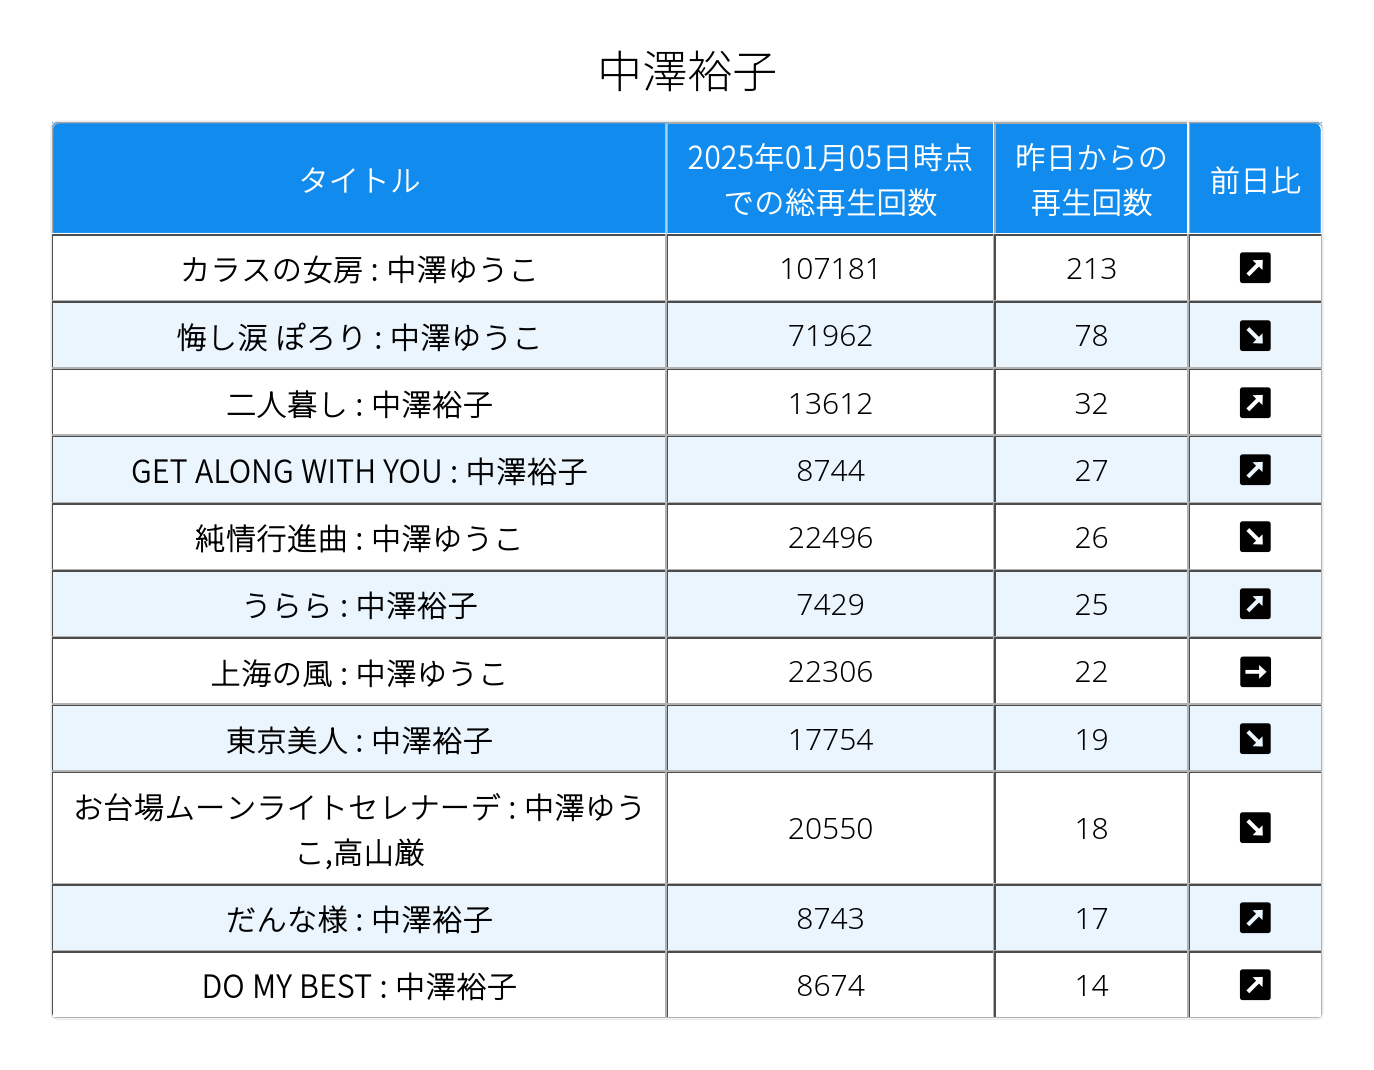 中澤裕子
タイトル
2025年01月05日時点
での総再生回数
昨日からの
再生回数
前日比
カラスの女房 : 中澤ゆうこ 107181 213
悔し涙 ぽろり : 中澤ゆうこ 71962 78
二人暮し : 中澤裕子 13612 32
GET ALONG WITH YOU : 中澤裕子 8744 27
純情行進曲 : 中澤ゆうこ 22496 26
うらら : 中澤裕子 7429 25
上海の風 : 中澤ゆうこ 22306 22
東京美人 : 中澤裕子 17754 19
お台場ムーンライトセレナーデ : 中澤ゆう
こ,高山厳 20550 18
だんな様 : 中澤裕子 8743 17
DO MY BEST : 中澤裕子 8674 14